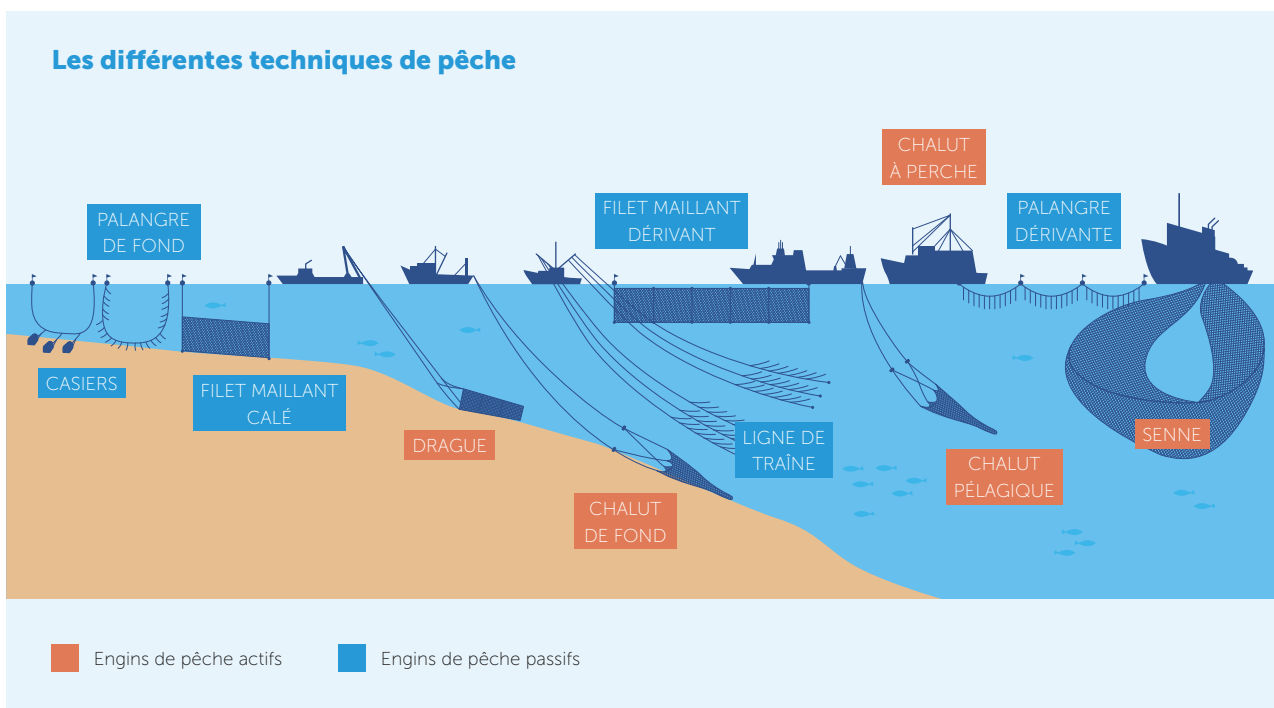 Les différentes techniques de pêche
CHALUT
À PERCHE
PALANGRE
DE FOND
FILET MAILLANT
DÉRIVANT
PALANGRE
DÉRIVANTE
CASIERS
FILET MAILLANT
CALÉ
DRAGUE
LIGNE DE
TRAÎNE
SENNE
CHALUT
PÉLAGIQUE
CHALUT
DE FOND
Engins de pêche actifs
Engins de pêche passifs